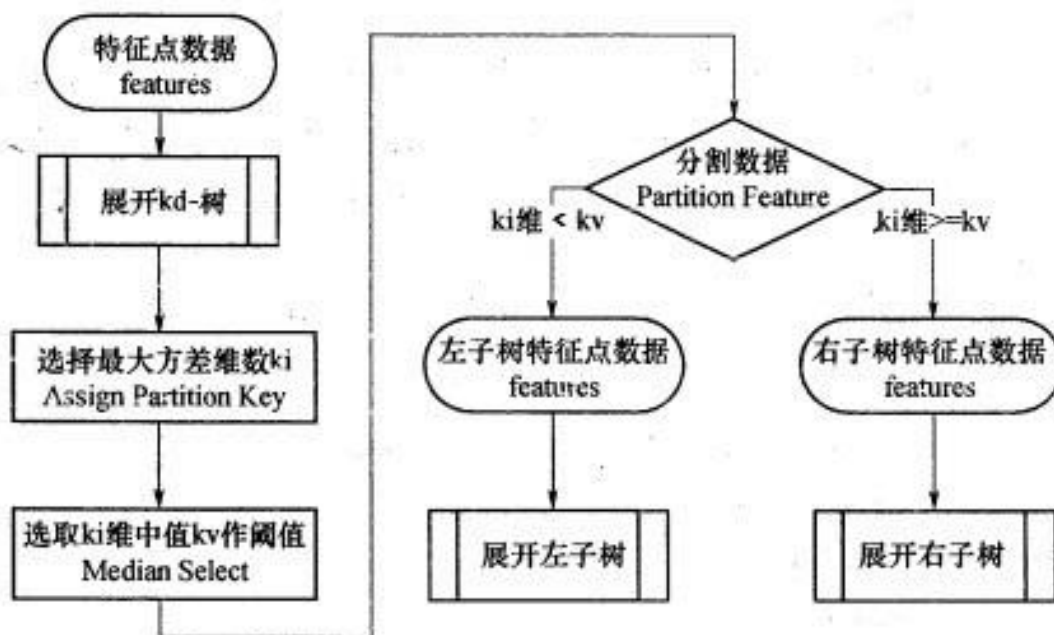 特征点数据
features
展开kd-树
选择最大方差维数ki
Assign Partition Key
选取ki维中值kv作阈值
Median Select
分割数据
Partition Feature
ki维 < kv
ki维>=kv
左子树特征点数据
features
右子树特征点数据
features
展开左子树
展开右子树